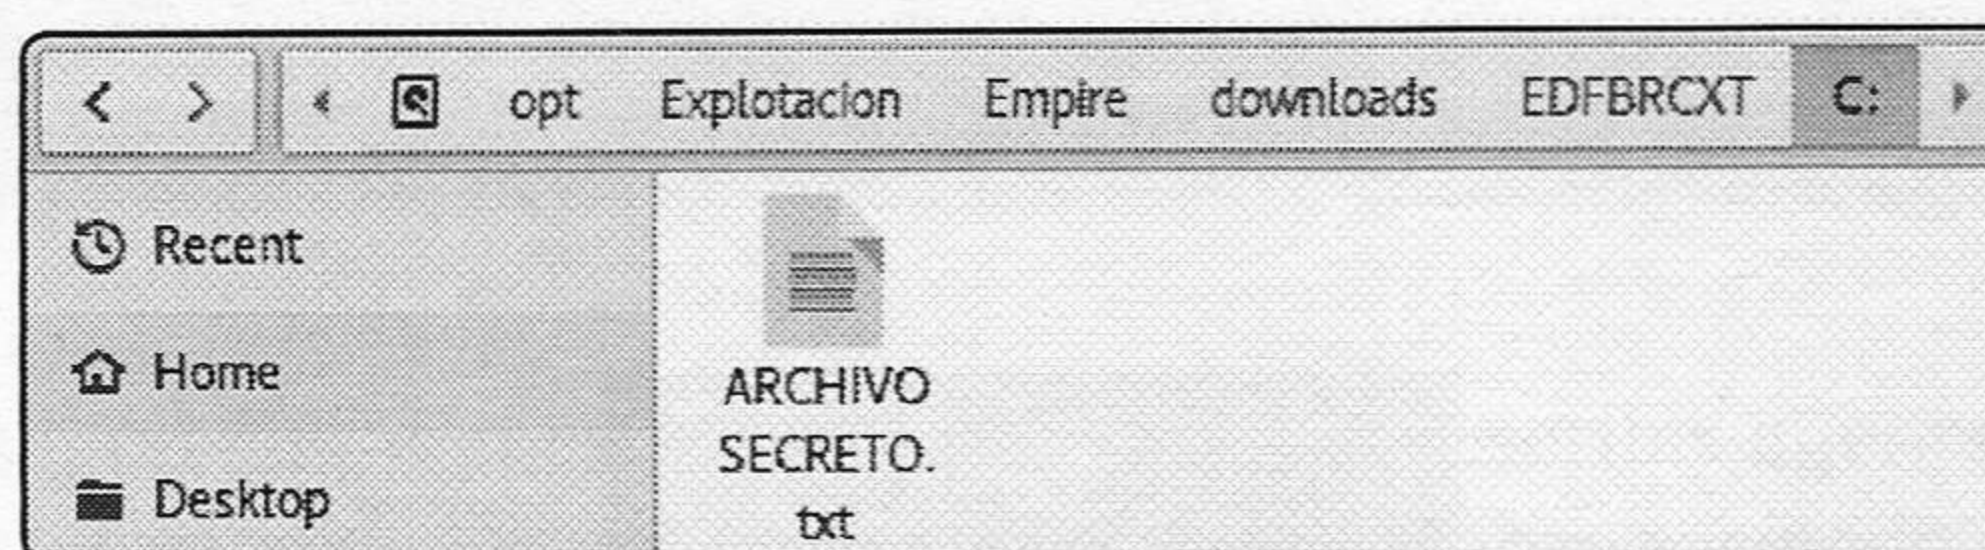 opt Explotacion Empire downloads EDFBRCXT C:
Recent
Home
Desktop
ARCHIVO
SECRETO.
txt